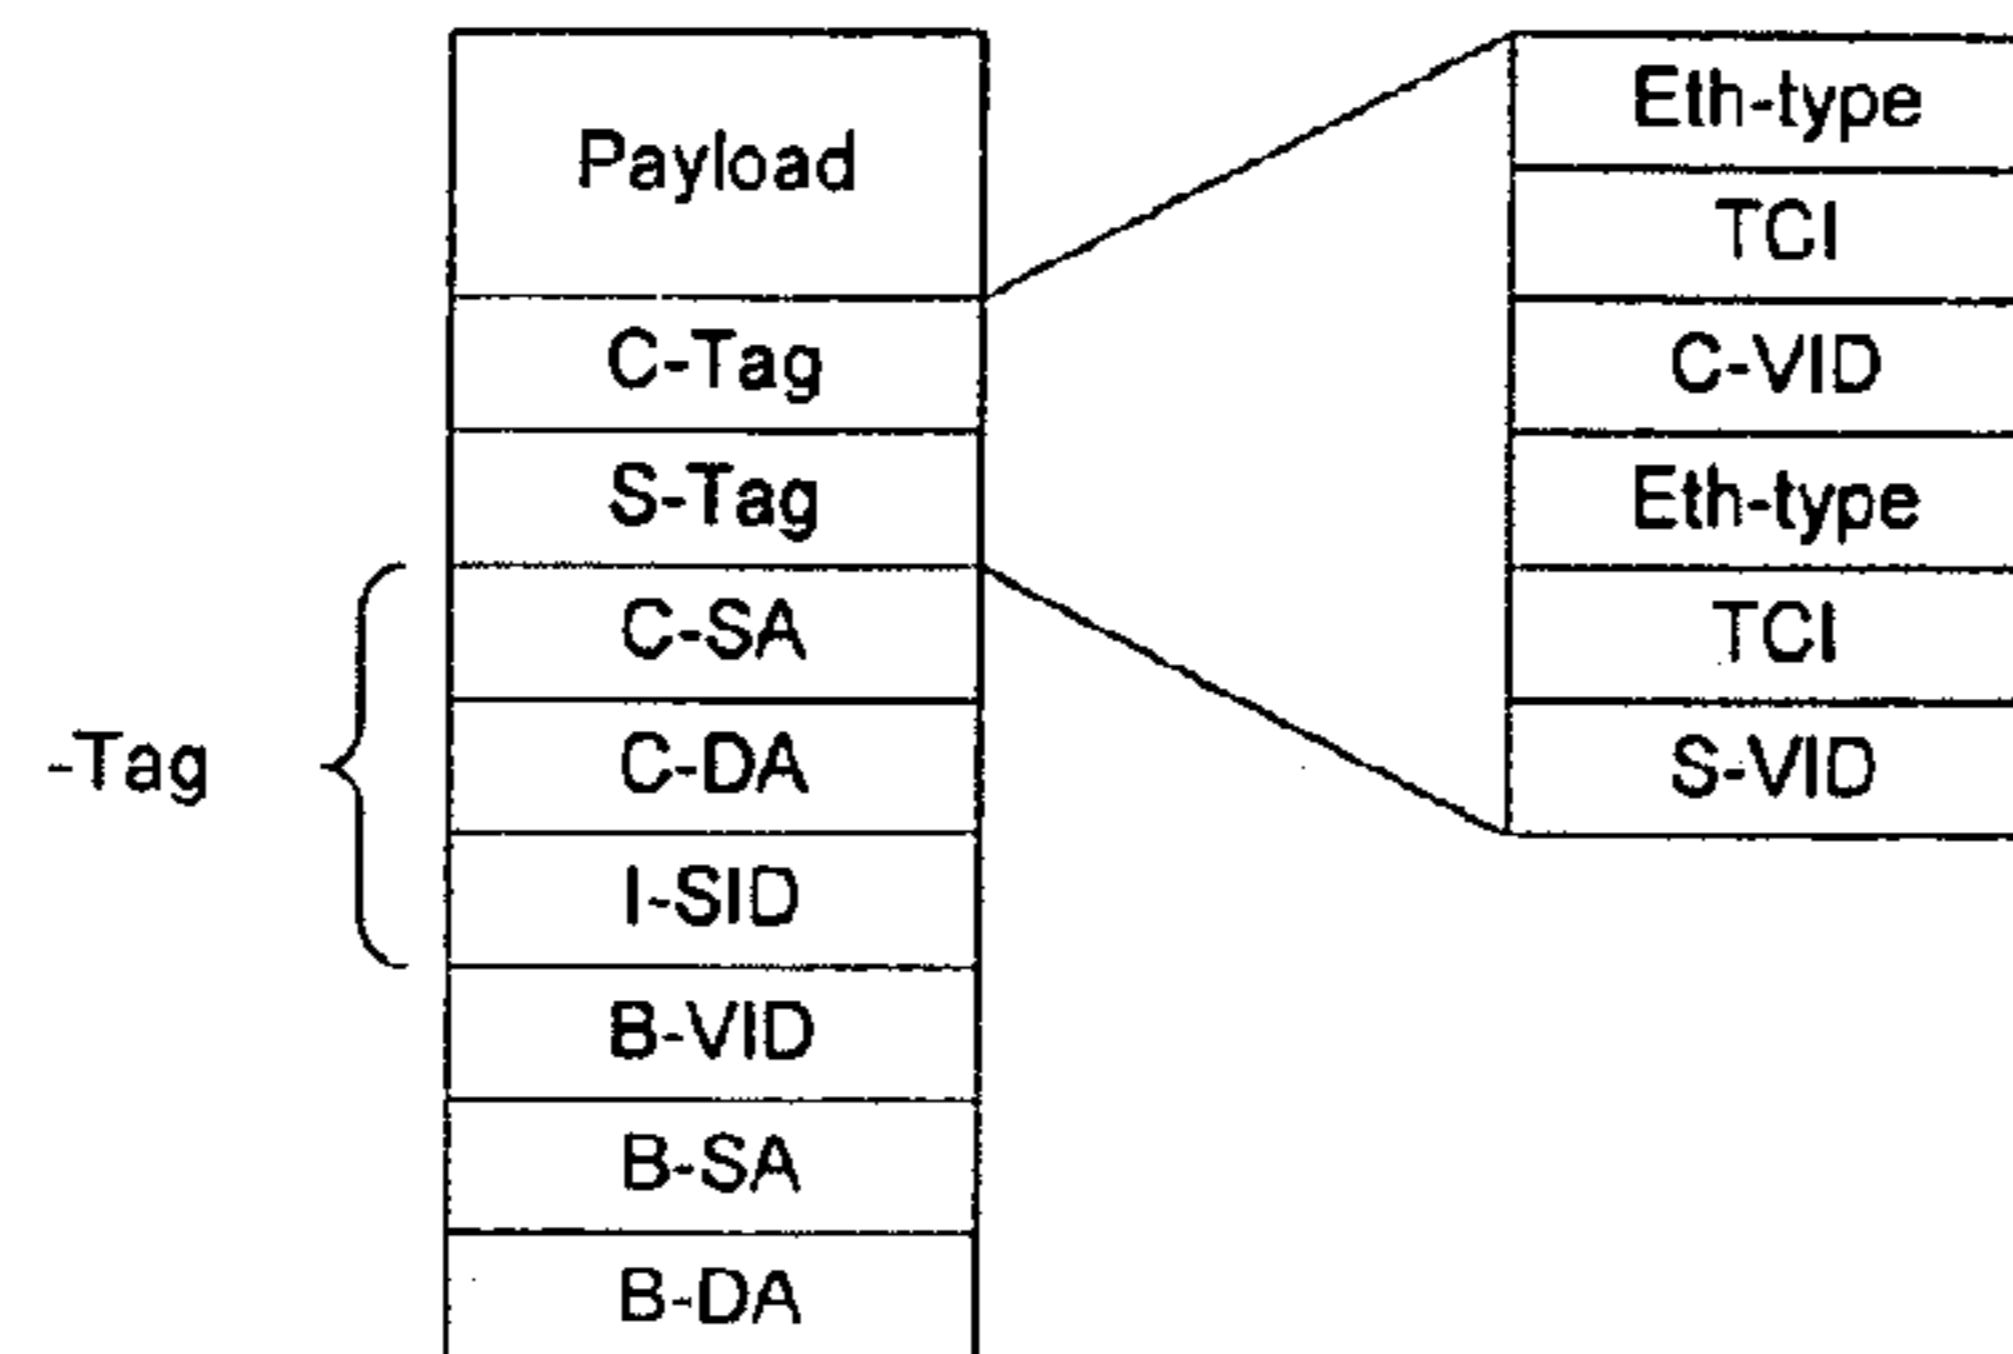 Payload
C-Tag
S-Tag
C-SA
C-DA
I-SID
B-VID
B-SA
B-DA
-Tag
Eth-type
TCI
C-VID
Eth-type
TCI
S-VID